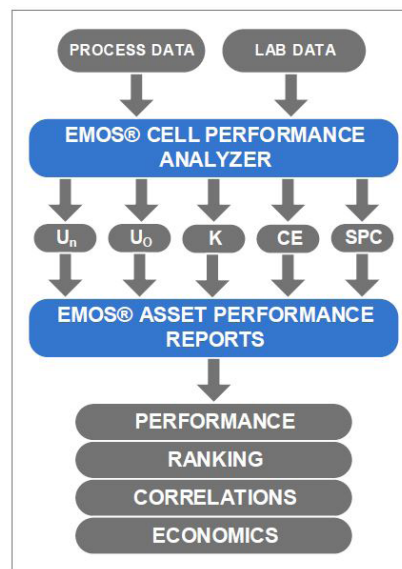 PROCESS DATA
LAB DATA
EMOS® CELL PERFORMANCE
ANALYZER
Uₙ
U₀
K
CE
SPC
EMOS® ASSET PERFORMANCE
REPORTS
PERFORMANCE
RANKING
CORRELATIONS
ECONOMICS